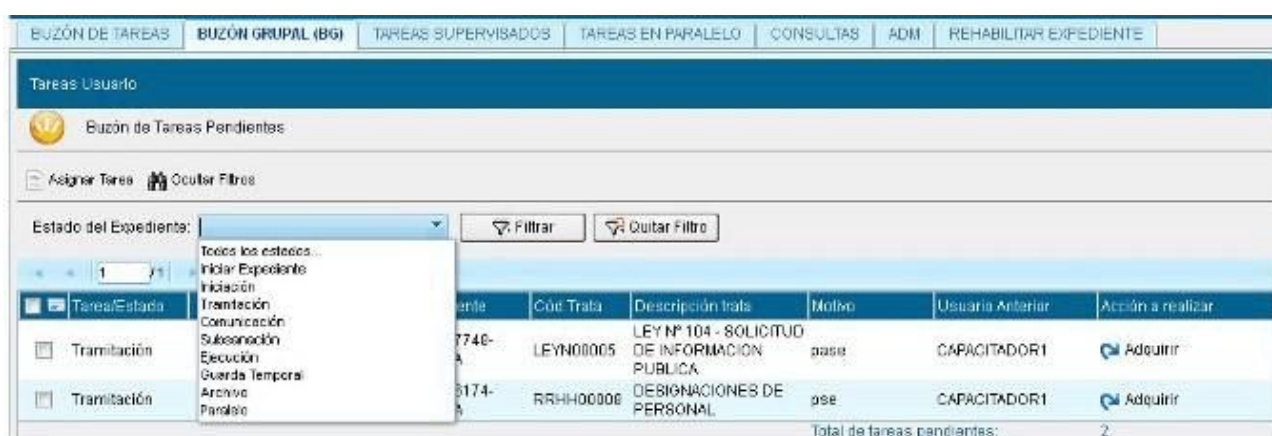 BUZÓN DE TAREAS BUZÓN GRUPAL (BG) TAREAS SUPERVISADOS TAREAS EN PARALELO CONSULTAS ADM REHABILITAR EXPEDIENTE
Tareas Usuario
Buzón de Tareas Pendientes
Asignar Tarea Ocultar Filtros
Estado del Expediente: Filtrar Quitar Filtro
Todos los estados...
Iniciar Expediente
Iniciación
Tramitación
Comunicación
Subsanación
Ejecución
Guarda Temporal
Archivo
Paralelo
1 /1
Tarea/Estado ente Cód Trata Descripción trata Motivo Usuario Anterior Acción a realizar
Tramitación 7748- LEYN00005 LEY Nº 104 - SOLICITUD DE INFORMACION PUBLICA pase CAPACITADOR1 Adquirir
Tramitación 6174- DESIGNACIONES DE PERSONAL pse CAPACITADOR1 Adquirir
Total de tareas pendientes: 2